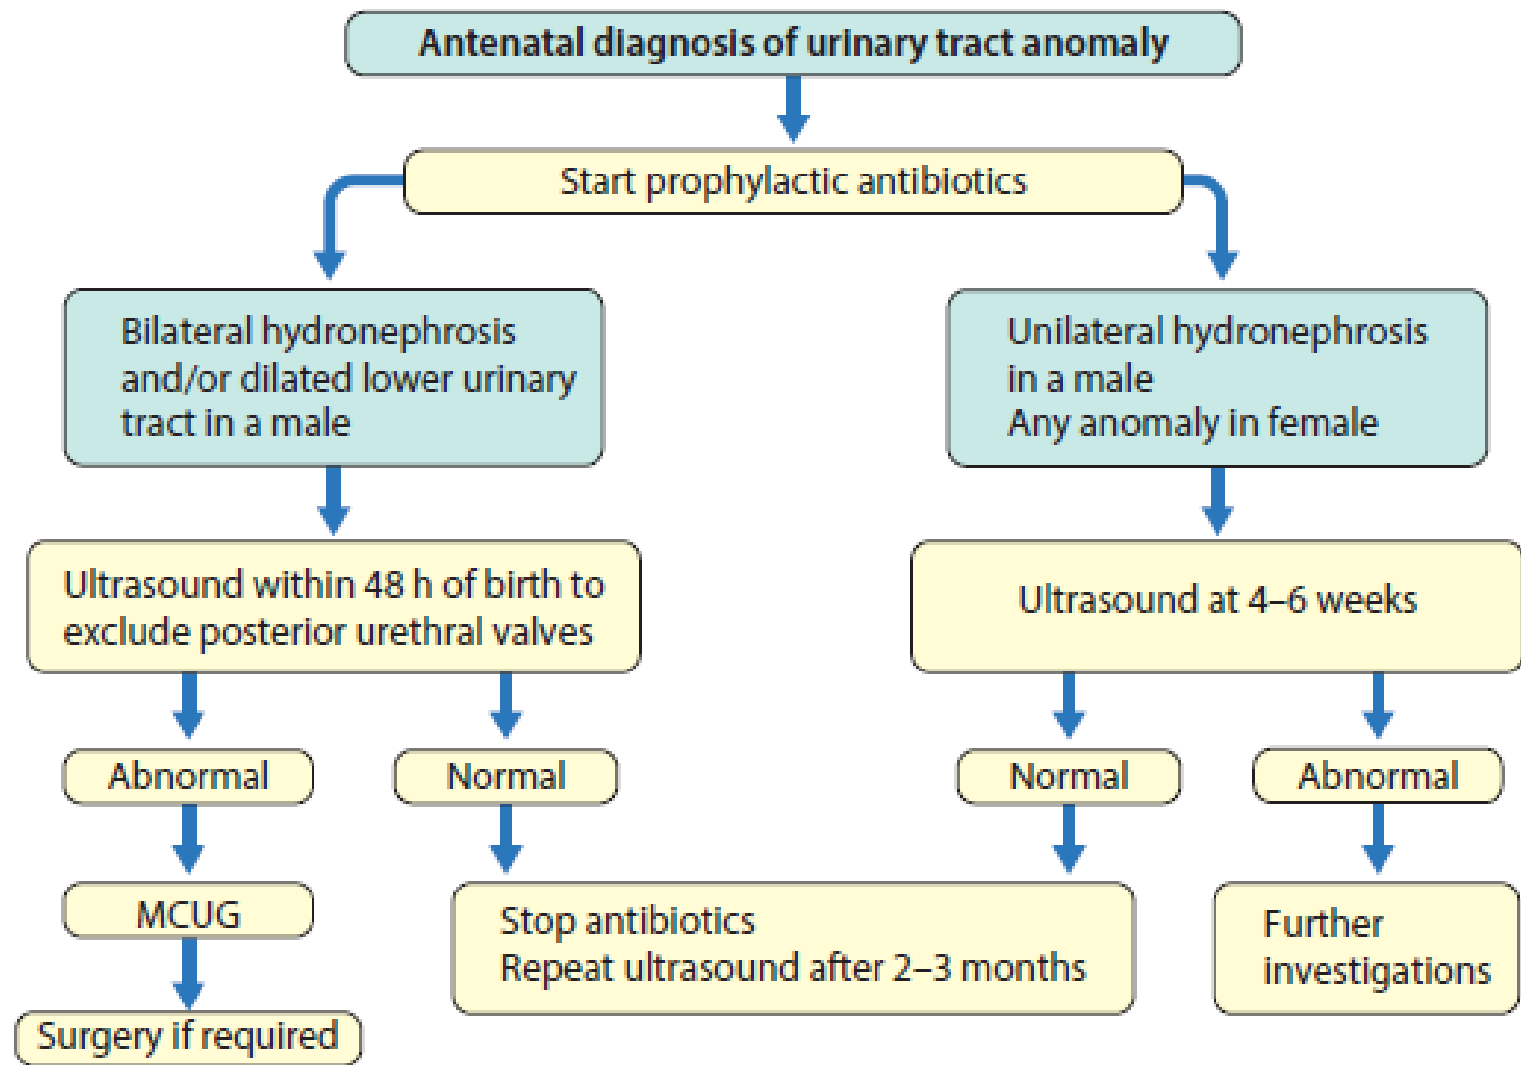 Antenatal diagnosis of urinary tract anomaly
Start prophylactic antibiotics
Bilateral hydronephrosis
and/or dilated lower urinary
tract in a male
Unilateral hydronephrosis
in a male
Any anomaly in female
Ultrasound within 48 h of birth to
exclude posterior urethral valves
Ultrasound at 4–6 weeks
Abnormal
Normal
Normal
Abnormal
MCUG
Stop antibiotics
Repeat ultrasound after 2–3 months
Further
investigations
Surgery if required